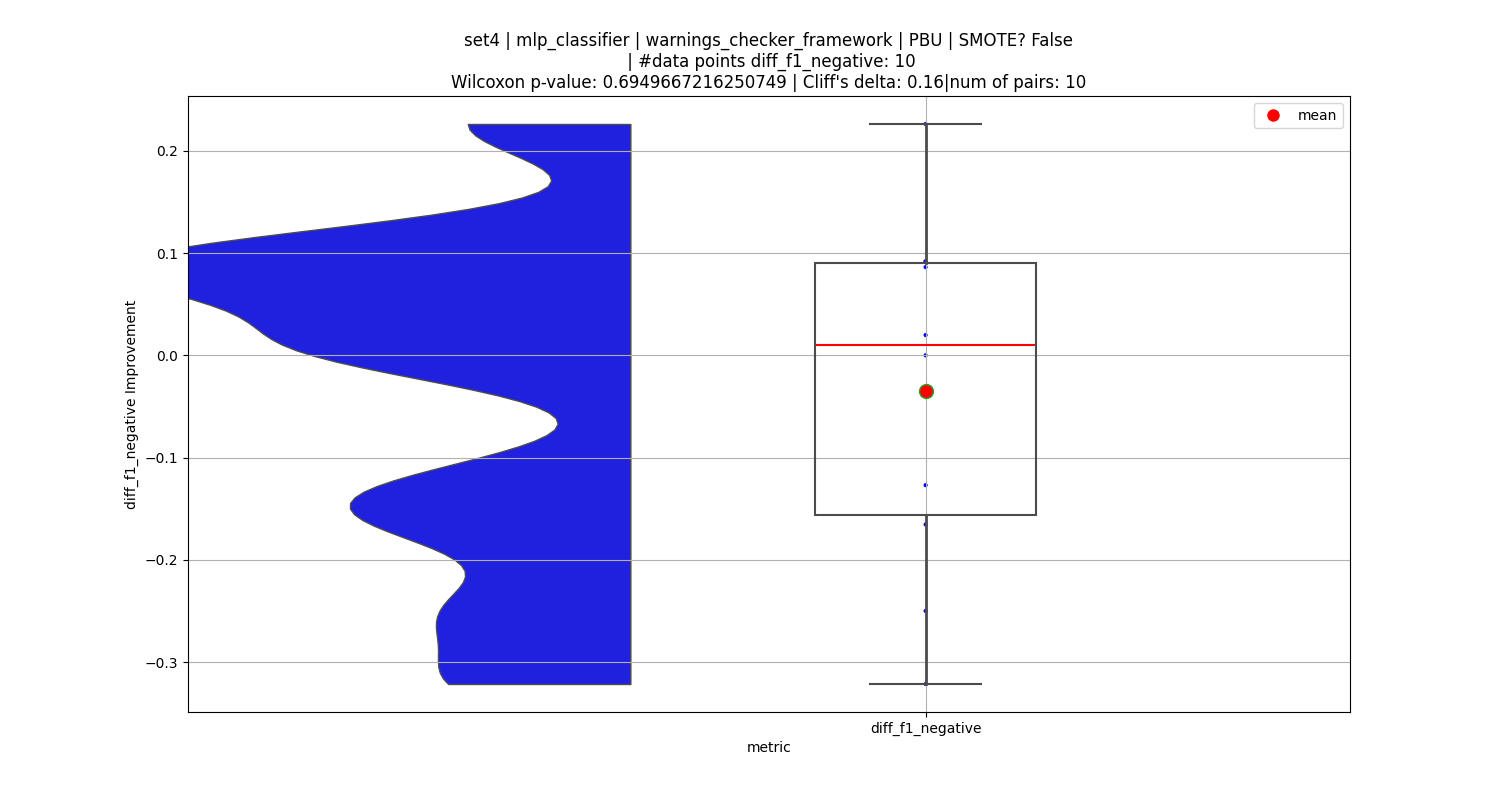 set4 | mlp_classifier | warnings_checker_framework | PBU | SMOTE? False
| #data points diff_f1_negative: 10
Wilcoxon p-value: 0.6949667216250749 | Cliff's delta: 0.16|num of pairs: 10
mean
0.2
0.1
0.0
−0.1
−0.2
−0.3
diff_f1_negative Improvement
diff_f1_negative
metric